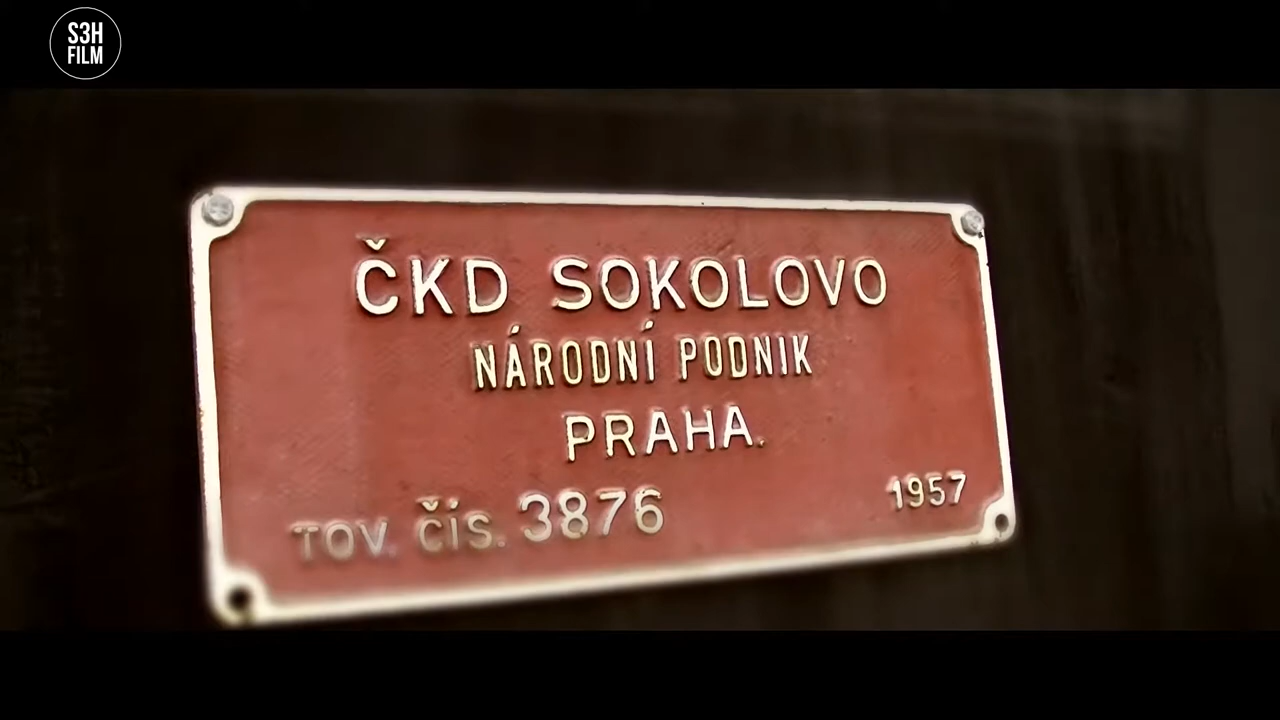 S3H
FILM
ČKD SOKOLOVO
NÁRODNÍ PODNIK
PRAHA.
TOV. ČÍS. 3876
1957